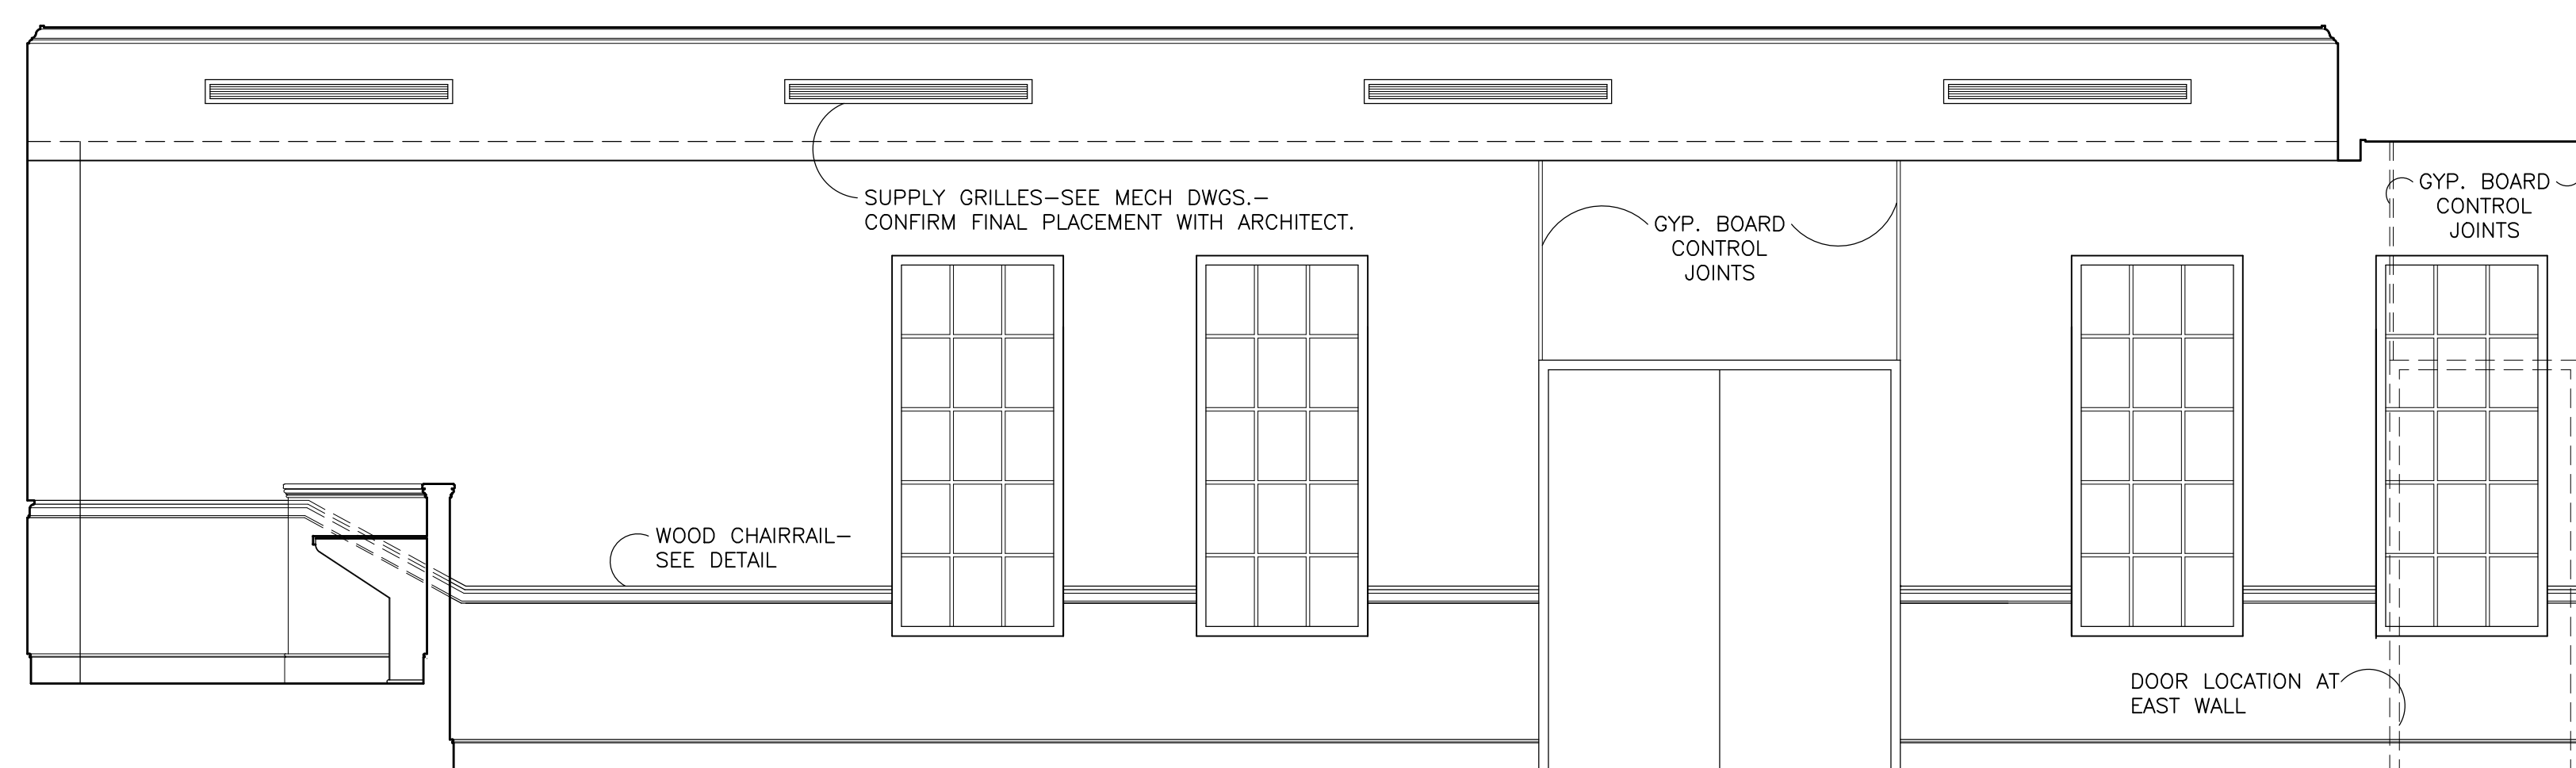 SUPPLY GRILLES-SEE MECH DWGS.-
CONFIRM FINAL PLACEMENT WITH ARCHITECT.
GYP. BOARD
CONTROL
JOINTS
GYP. BOARD
CONTROL
JOINTS
WOOD CHAIRRAIL-
SEE DETAIL
DOOR LOCATION AT
EAST WALL